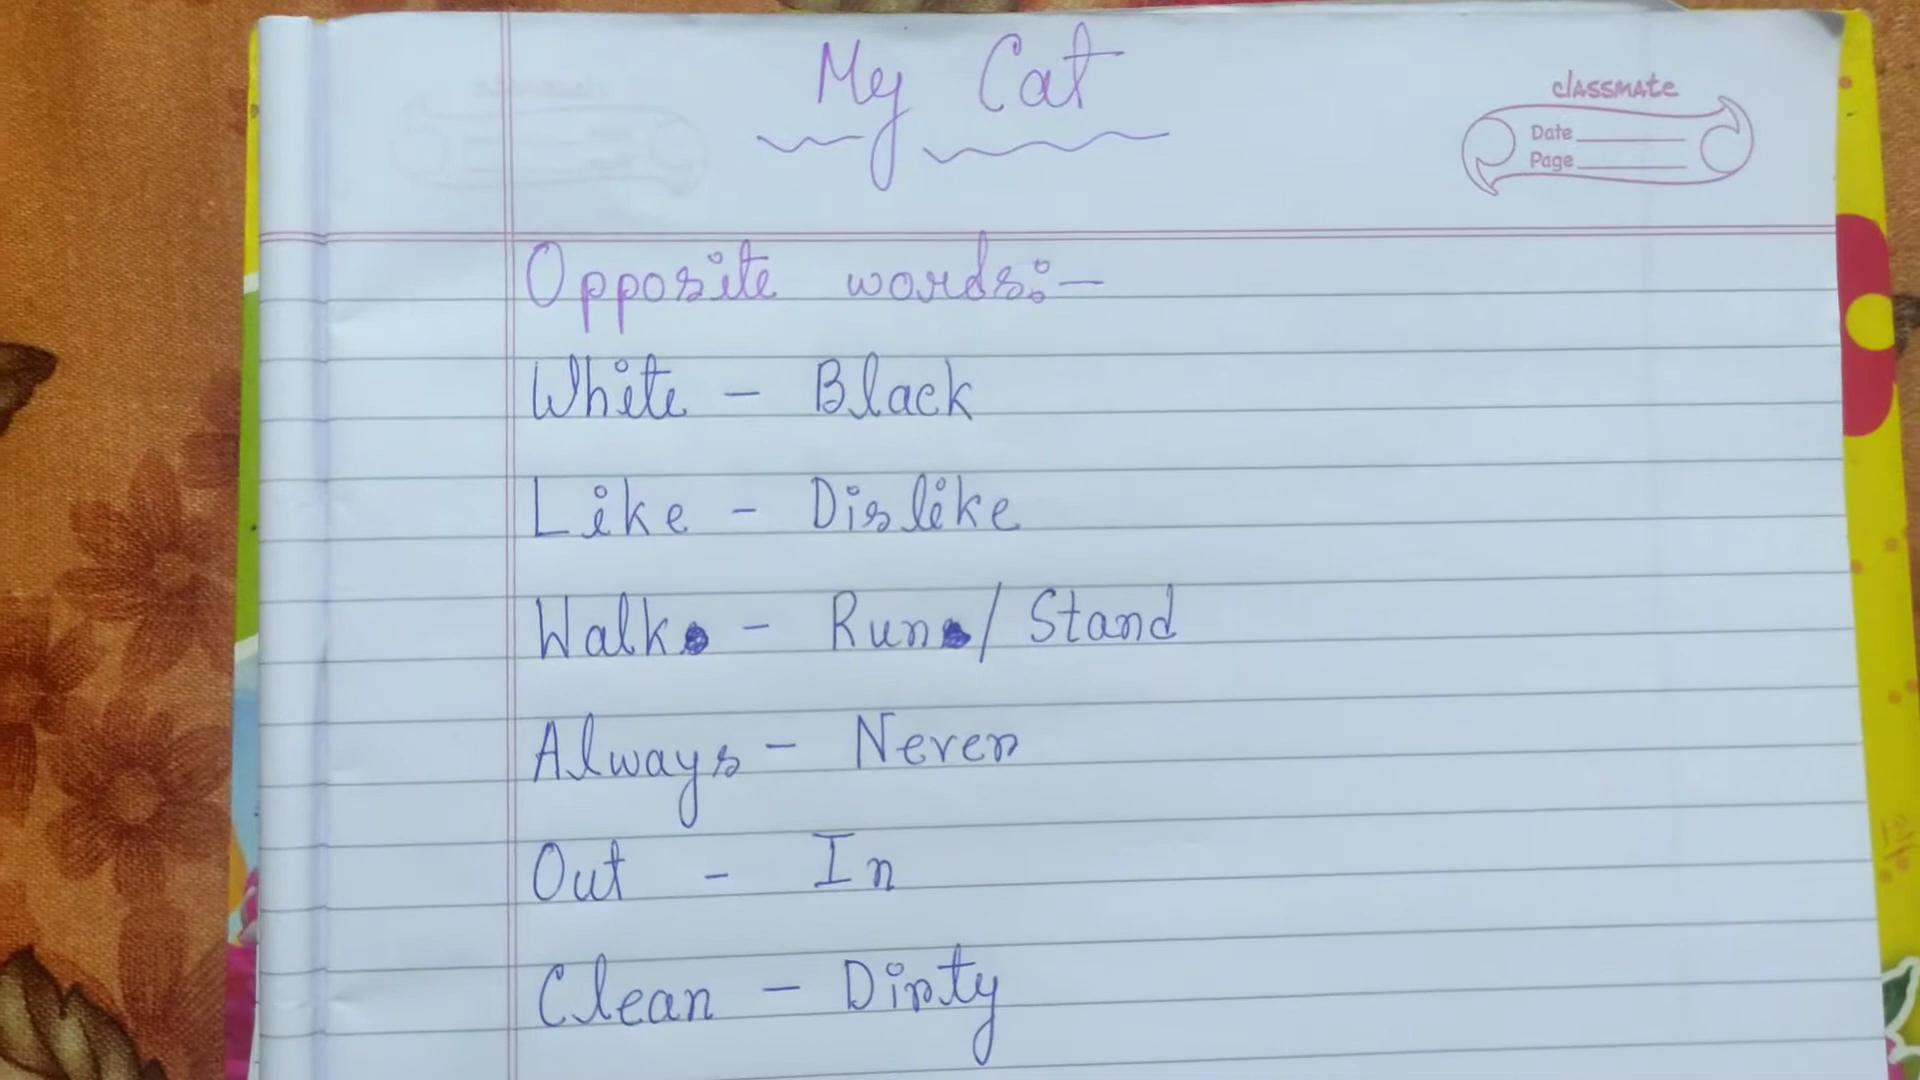 My Cat
classmate
Date
Page
Opposite words:-
White - Black
Like - Dislike
Walk - Run / Stand
Always - Never
Out - In
Clean - Dirty